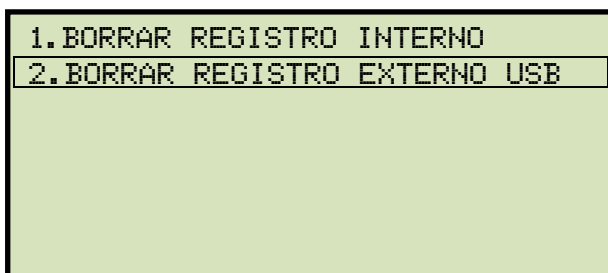 1.BORRAR REGISTRO INTERNO
2.BORRAR REGISTRO EXTERNO USB